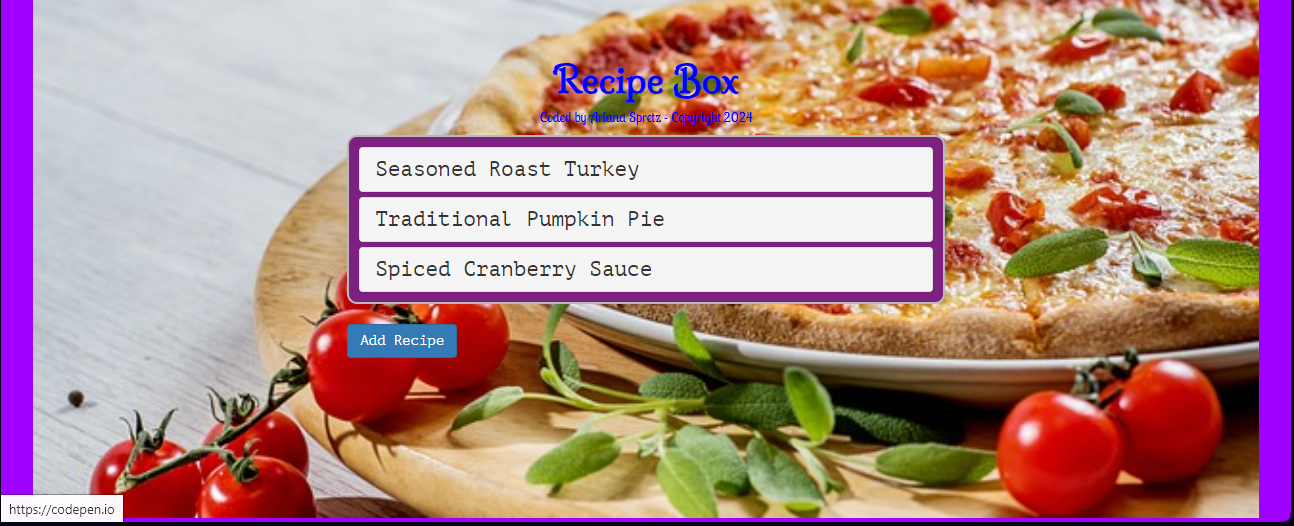 Recipe Box
Coded by Ariana Spretz - Copyright 2024
Seasoned Roast Turkey
Traditional Pumpkin Pie
Spiced Cranberry Sauce
Add Recipe
https://codepen.io